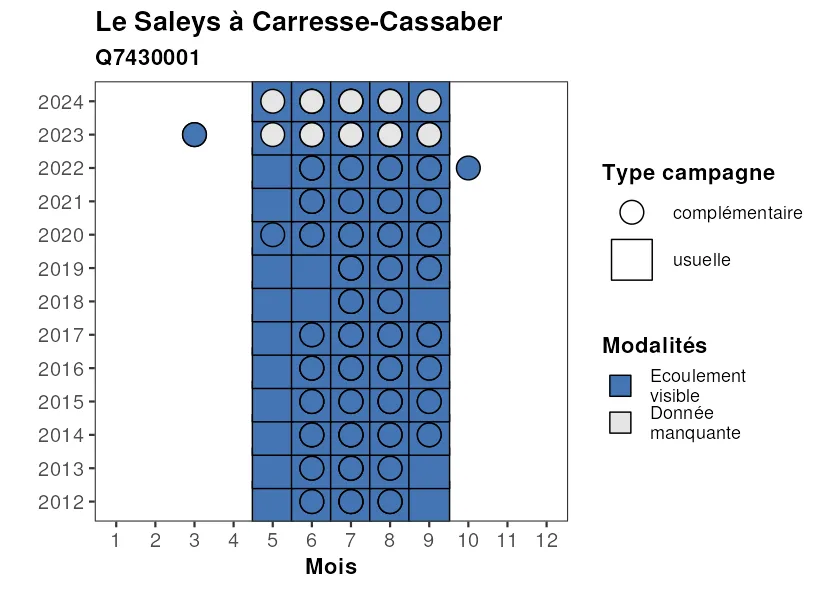 Le Saleys à Carresse-Cassaber
Q7430001
2024
2023
2022
2021
2020
2019
2018
2017
2016
2015
2014
2013
2012
1 2 3 4 5 6 7 8 9 10 11 12
Mois
Type campagne
complémentaire
usuelle
Modalités
Ecoulement
visible
Donnée
manquante